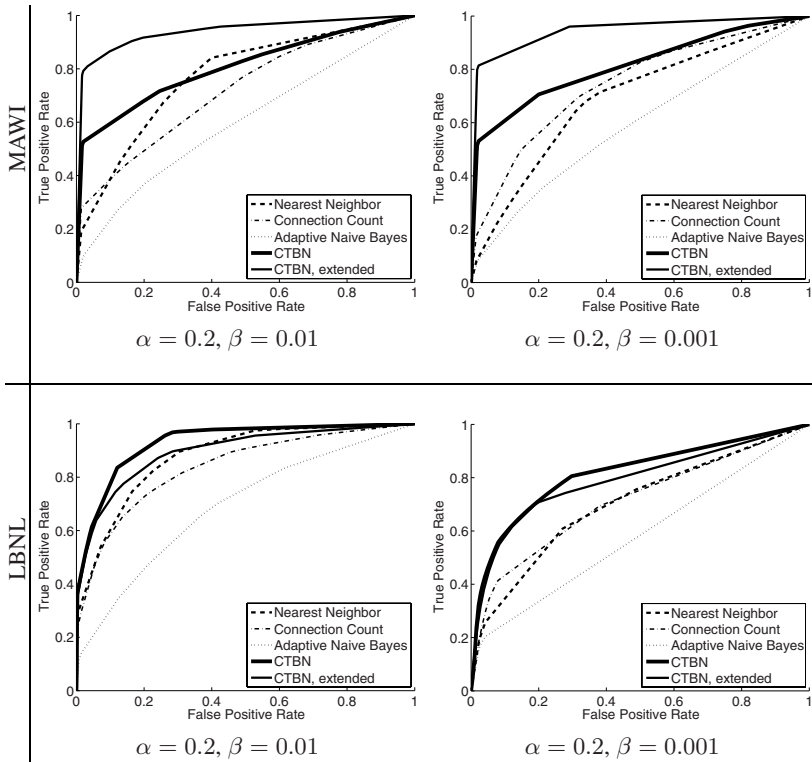 MAWI
True Positive Rate
1
0.8
0.6
0.4
0.2
0
0 0.2 0.4 0.6 0.8 1
False Positive Rate
Nearest Neighbor
Connection Count
Adaptive Naive Bayes
CTBN
CTBN, extended
α = 0.2, β = 0.01
True Positive Rate
1
0.8
0.6
0.4
0.2
0
0 0.2 0.4 0.6 0.8 1
False Positive Rate
Nearest Neighbor
Connection Count
Adaptive Naive Bayes
CTBN
CTBN, extended
α = 0.2, β = 0.001
LBNL
True Positive Rate
1
0.8
0.6
0.4
0.2
0
0 0.2 0.4 0.6 0.8 1
False Positive Rate
Nearest Neighbor
Connection Count
Adaptive Naive Bayes
CTBN
CTBN, extended
α = 0.2, β = 0.01
True Positive Rate
1
0.8
0.6
0.4
0.2
0
0 0.2 0.4 0.6 0.8 1
False Positive Rate
Nearest Neighbor
Connection Count
Adaptive Naive Bayes
CTBN
CTBN, extended
α = 0.2, β = 0.001